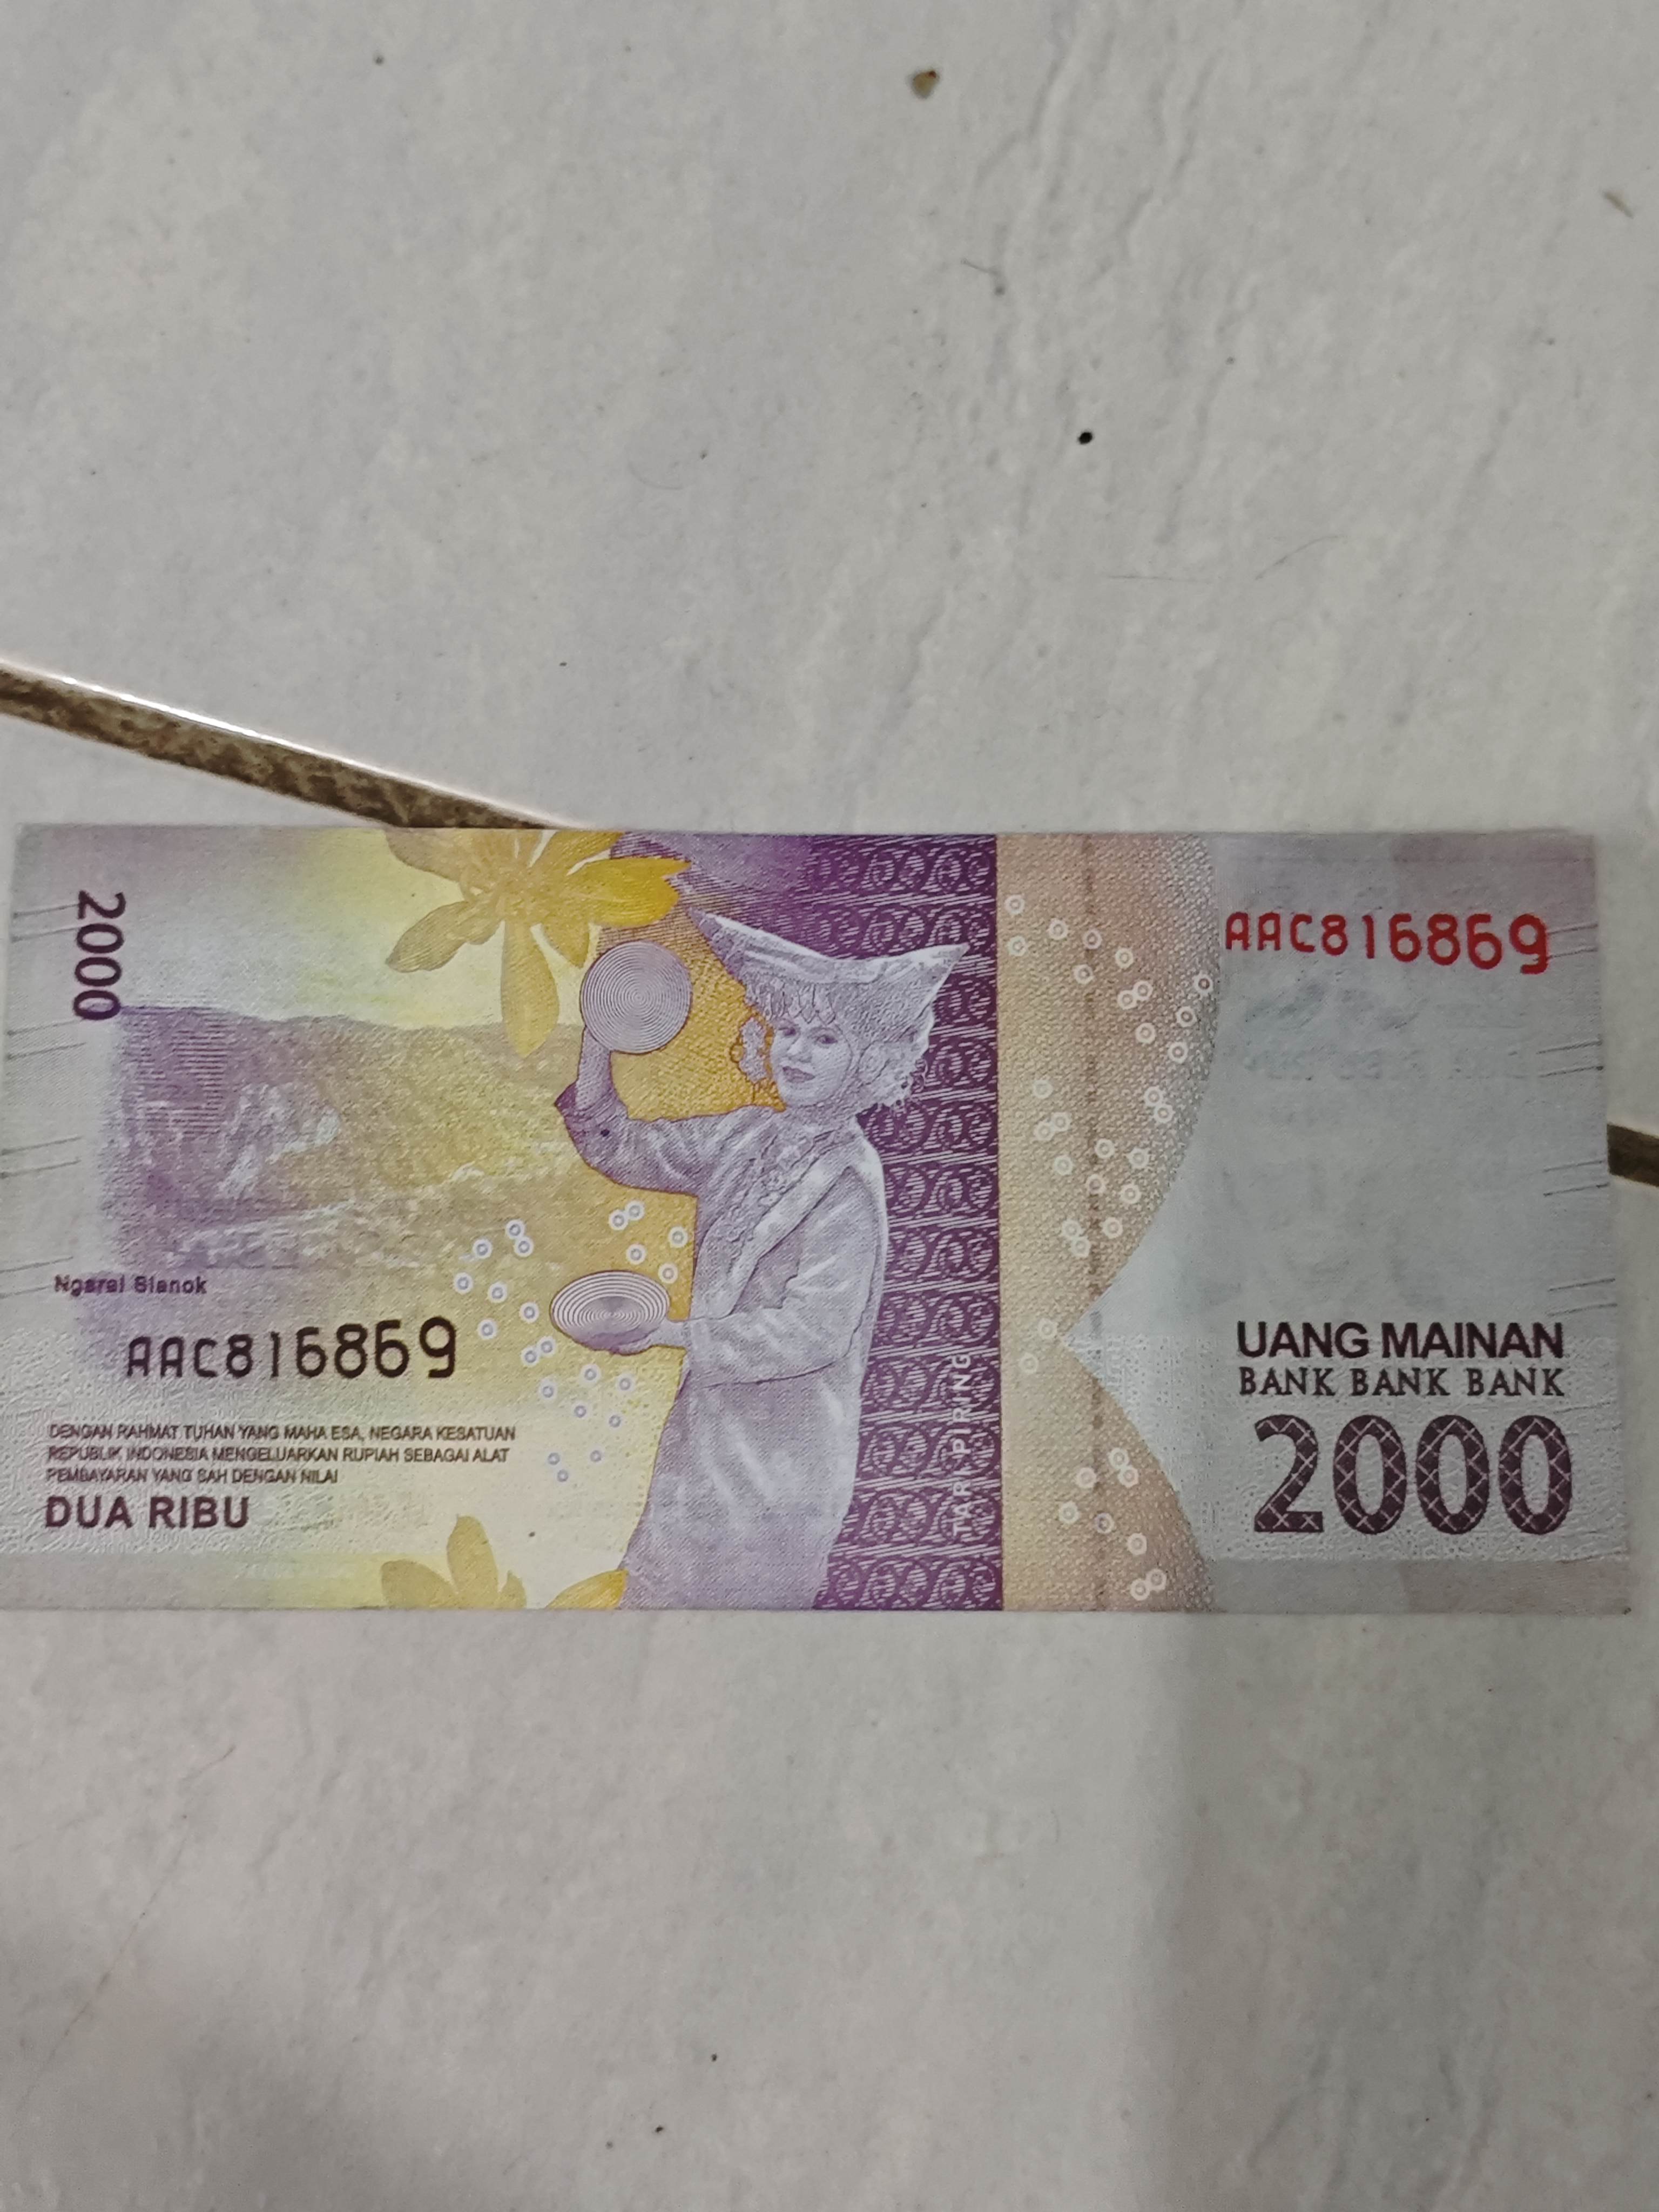 2000
AAC816869
Ngarai Sianok
AAC816869
DENGAN RAHMAT TUHAN YANG MAHA ESA, NEGARA KESATUAN
REPUBLIK INDONESIA MENGELUARKAN RUPIAH SEBAGAI ALAT
PEMBAYARAN YANG SAH DENGAN NILAI
DUA RIBU
TARI PIRING
UANG MAINAN
BANK BANK BANK
2000